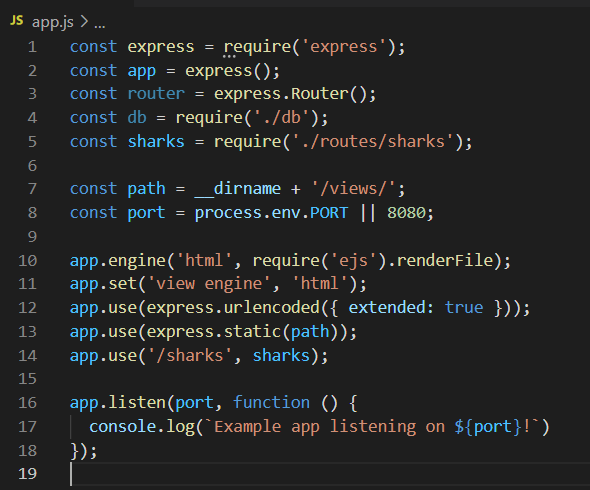 JS app.js > ...
1 const express = require('express');
2 const app = express();
3 const router = express.Router();
4 const db = require('./db');
5 const sharks = require('./routes/sharks');
6
7 const path = __dirname + '/views/';
8 const port = process.env.PORT || 8080;
9
10 app.engine('html', require('ejs').renderFile);
11 app.set('view engine', 'html');
12 app.use(express.urlencoded({ extended: true }));
13 app.use(express.static(path));
14 app.use('/sharks', sharks);
15
16 app.listen(port, function () {
17   console.log(`Example app listening on ${port}!`)
18 });
19